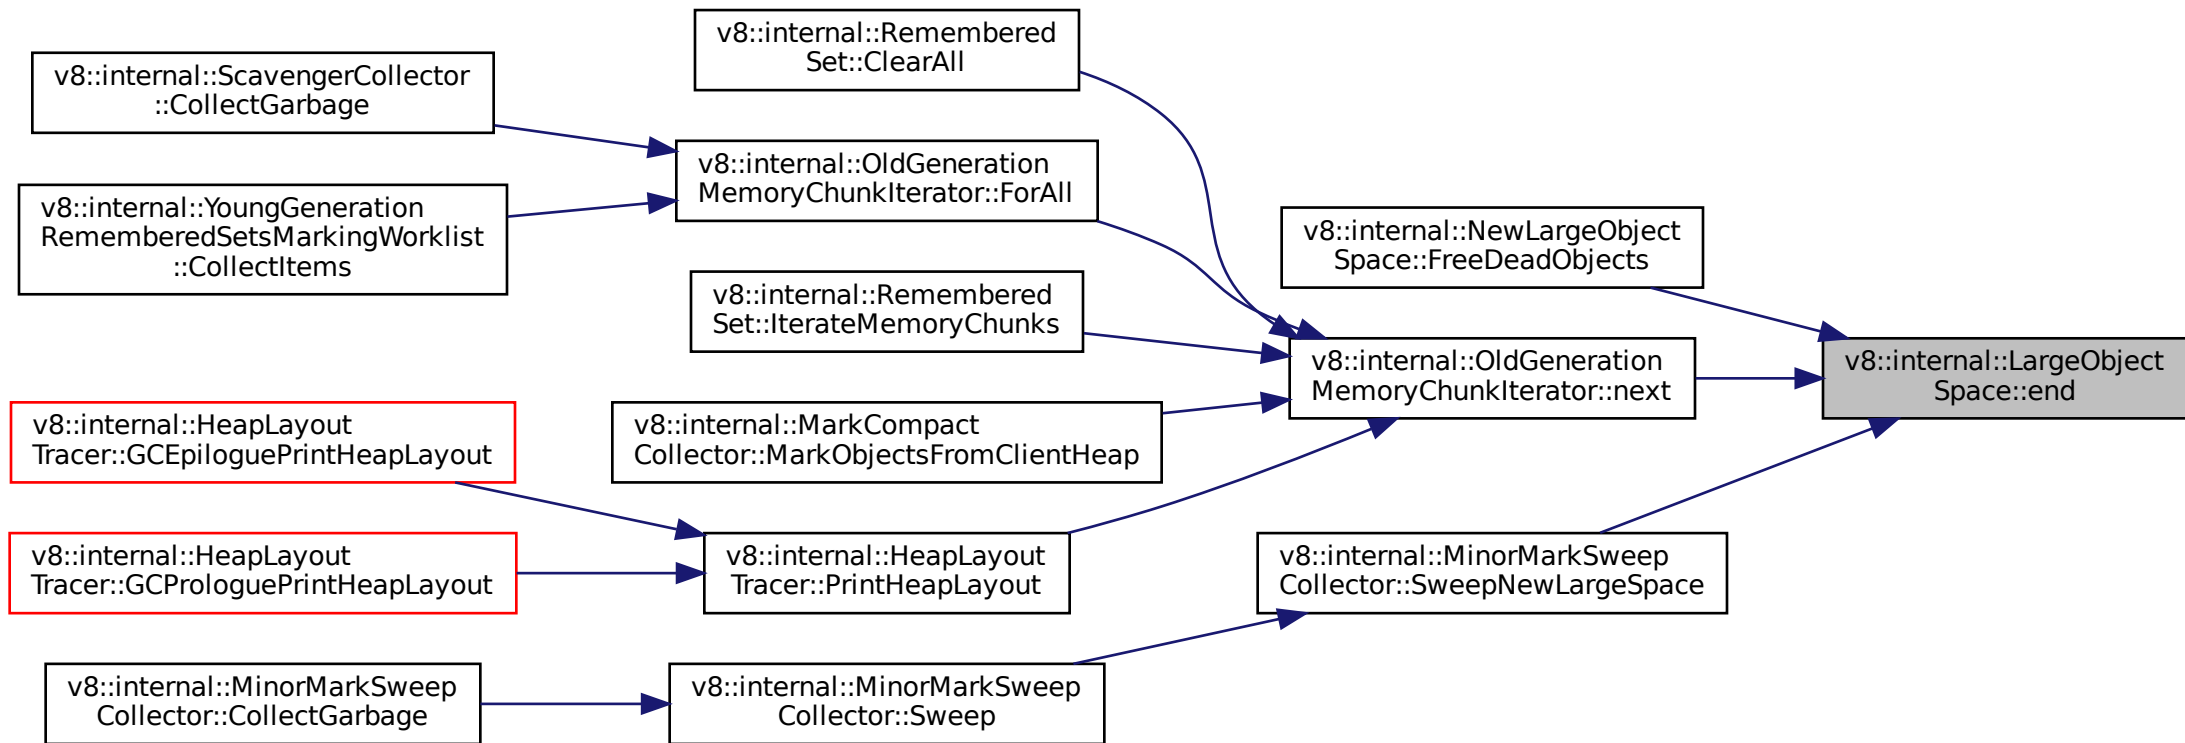 v8::internal::Remembered
Set::ClearAll
v8::internal::ScavengerCollector
::CollectGarbage
v8::internal::OldGeneration
MemoryChunkIterator::ForAll
v8::internal::YoungGeneration
RememberedSetsMarkingWorklist
::CollectItems
v8::internal::NewLargeObject
Space::FreeDeadObjects
v8::internal::Remembered
Set::IterateMemoryChunks
v8::internal::OldGeneration
MemoryChunkIterator::next
v8::internal::LargeObject
Space::end
v8::internal::HeapLayout
Tracer::GCEpiloguePrintHeapLayout
v8::internal::MarkCompact
Collector::MarkObjectsFromClientHeap
v8::internal::HeapLayout
Tracer::GCProloguePrintHeapLayout
v8::internal::HeapLayout
Tracer::PrintHeapLayout
v8::internal::MinorMarkSweep
Collector::SweepNewLargeSpace
v8::internal::MinorMarkSweep
Collector::CollectGarbage
v8::internal::MinorMarkSweep
Collector::Sweep